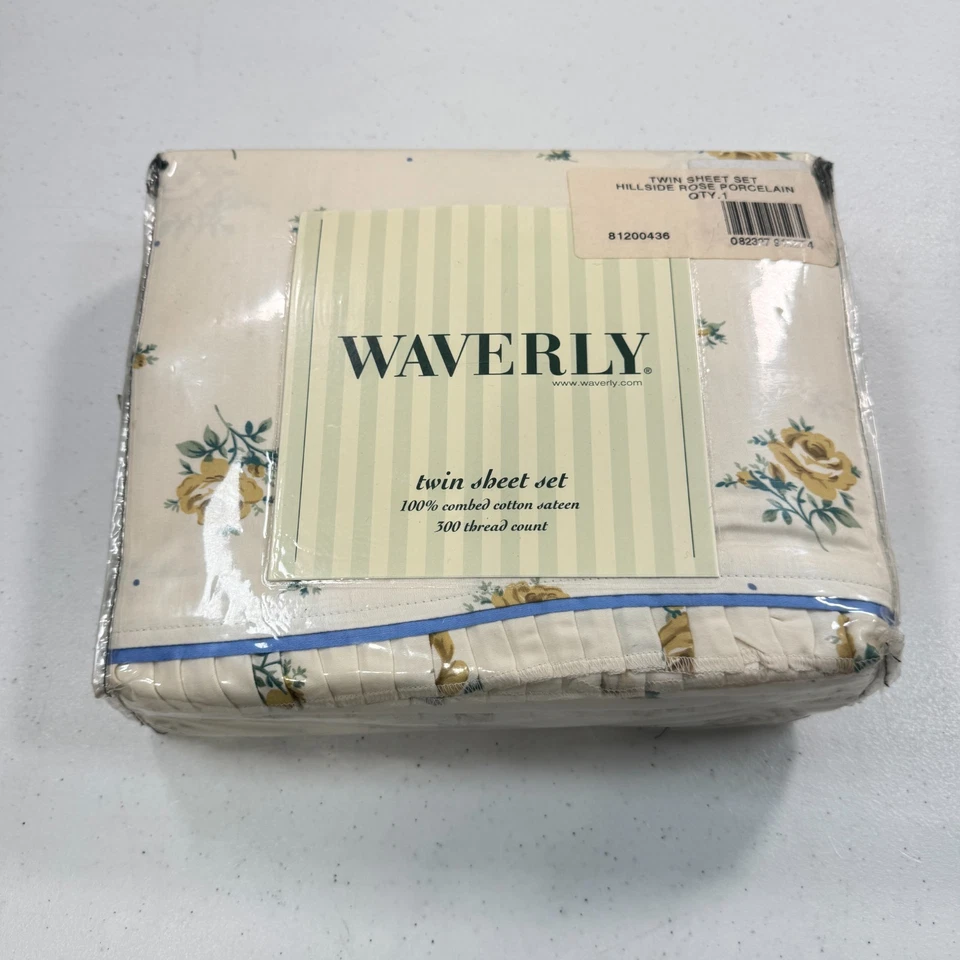 TWIN SHEET SET
HILLSIDE ROSE PORCELAIN
QTY.1
81200436
WAVERLY®
www.waverly.com
twin sheet set
100% combed cotton sateen
300 thread count